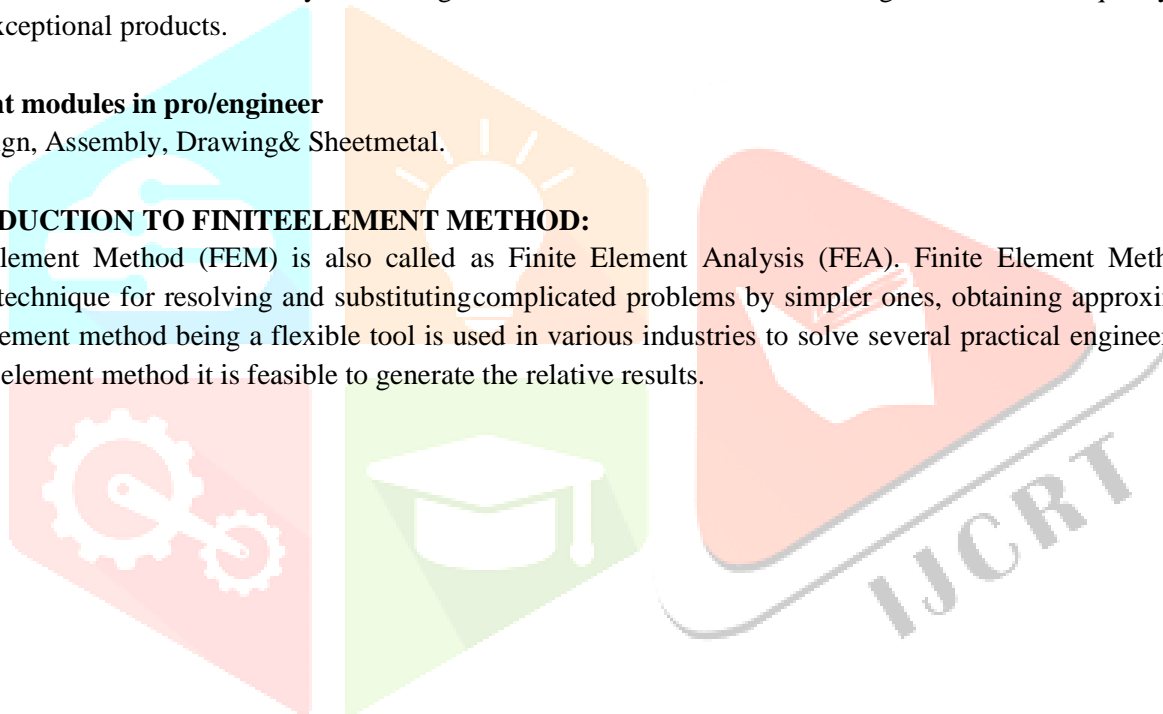 xceptional products.
nt modules in pro/engineer
ign, Assembly, Drawing& Sheetmetal.
DUCTION TO FINITEELEMENT METHOD:
lement Method (FEM) is also called as Finite Element Analysis (FEA). Finite Element Meth
technique for resolving and substitutingcomplicated problems by simpler ones, obtaining approxi
ement method being a flexible tool is used in various industries to solve several practical engineer
element method it is feasible to generate the relative results.
IJCRT